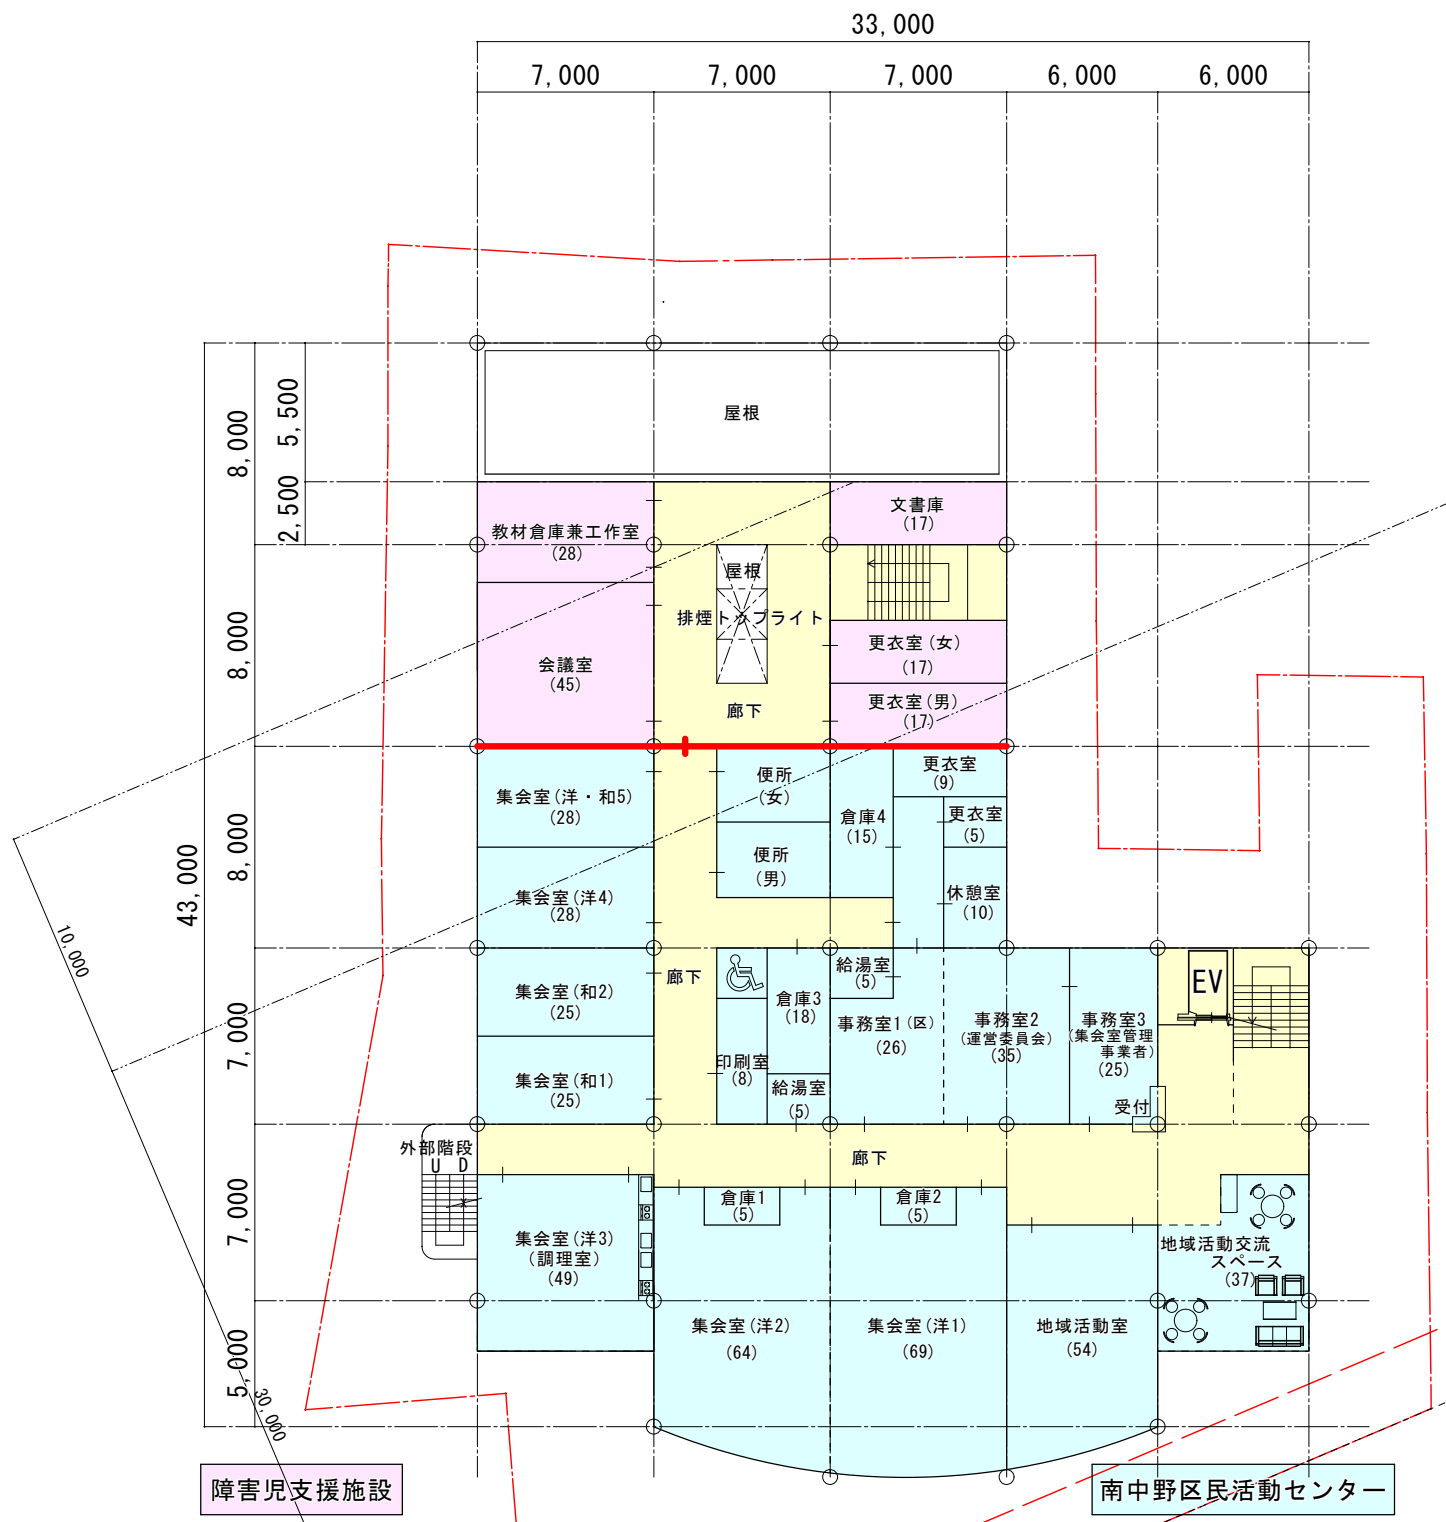 33,000
7,000
7,000
7,000
6,000
6,000
屋根
文書庫
(17)
教材倉庫兼工作室
(28)
屋根
排煙トップライト
更衣室(女)
(17)
会議室
(45)
更衣室(男)
(17)
廊下
更衣室
(9)
便所
(女)
集会室(洋・和5)
(28)
倉庫4
(15)
更衣室
(5)
便所
(男)
集会室(洋4)
(28)
休憩室
(10)
廊下
給湯室
(5)
EV
集会室(和2)
(25)
倉庫3
(18)
事務室1(区)
(26)
事務室2
(運営委員会)
(35)
事務室3
(集会室管理
事業者)
(25)
印刷室
(8)
給湯室
(5)
集会室(和1)
(25)
受付
外部階段
U D
廊下
倉庫1
(5)
倉庫2
(5)
集会室(洋3)
(調理室)
(49)
地域活動交流
スペース
(37)
集会室(洋2)
(64)
集会室(洋1)
(69)
地域活動室
(54)
43,000
8,000
8,000
8,000
7,000
7,000
5,000
5,500
2,500
10,000
30,000
障害児支援施設
南中野区民活動センター